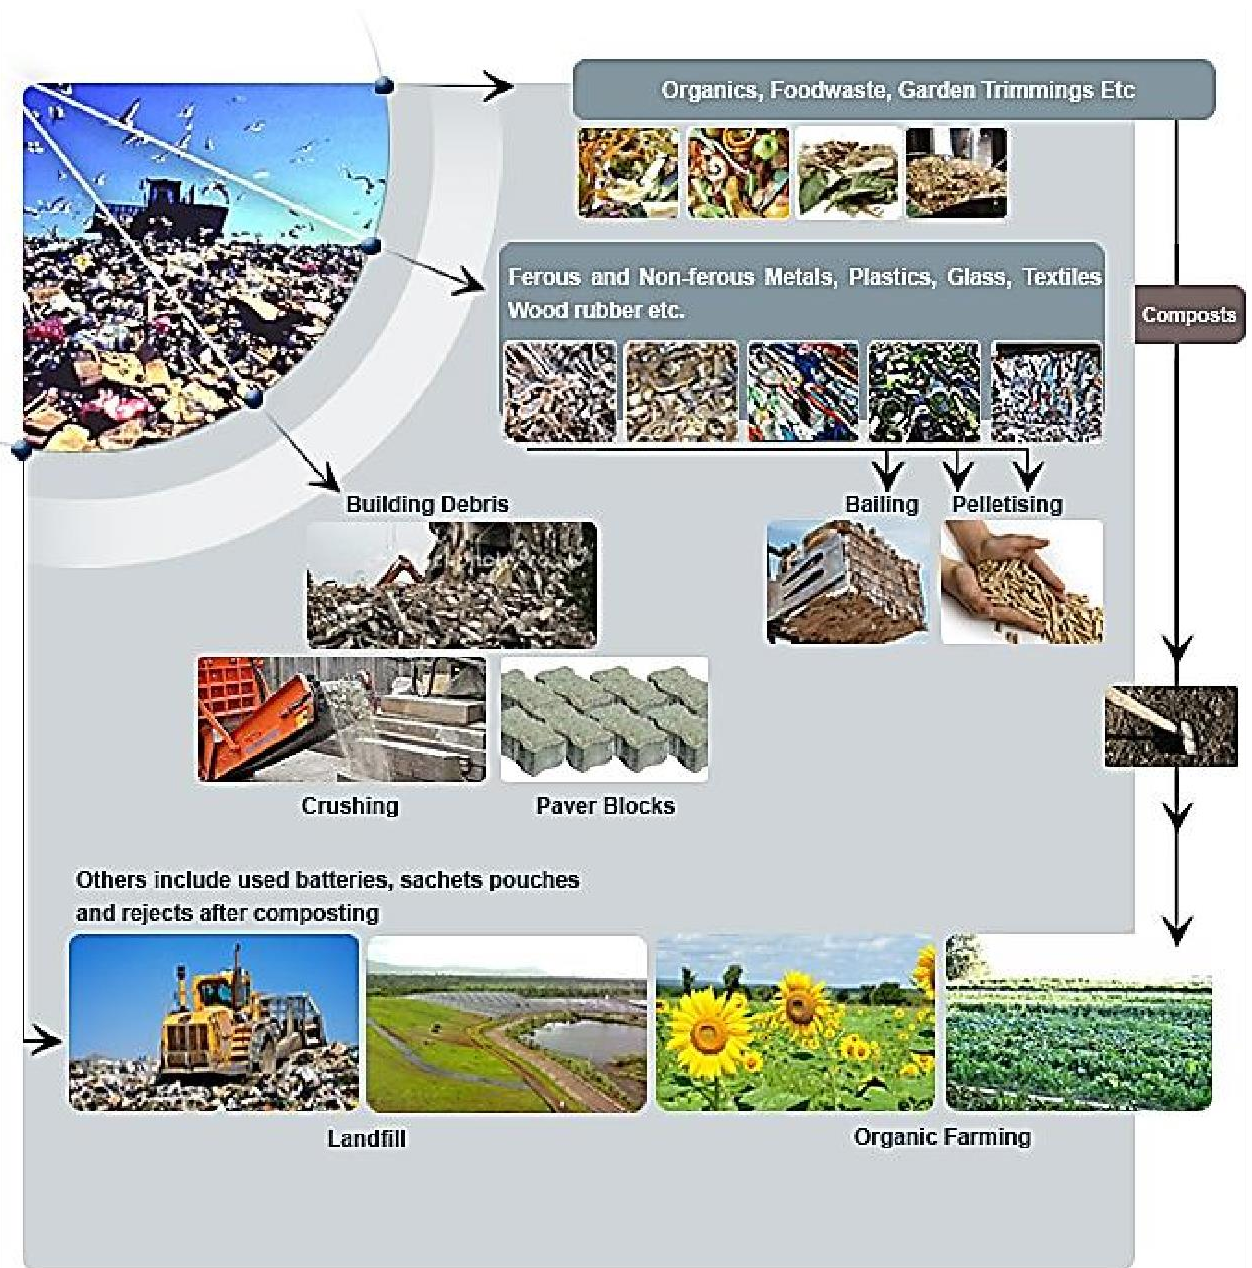 Organics, Foodwaste, Garden Trimmings Etc
Ferous and Non-ferous Metals, Plastics, Glass, Textiles
Wood rubber etc.
Composts
Building Debris
Bailing
Pelletising
Crushing
Paver Blocks
Others include used batteries, sachets pouches
and rejects after composting
Landfill
Organic Farming